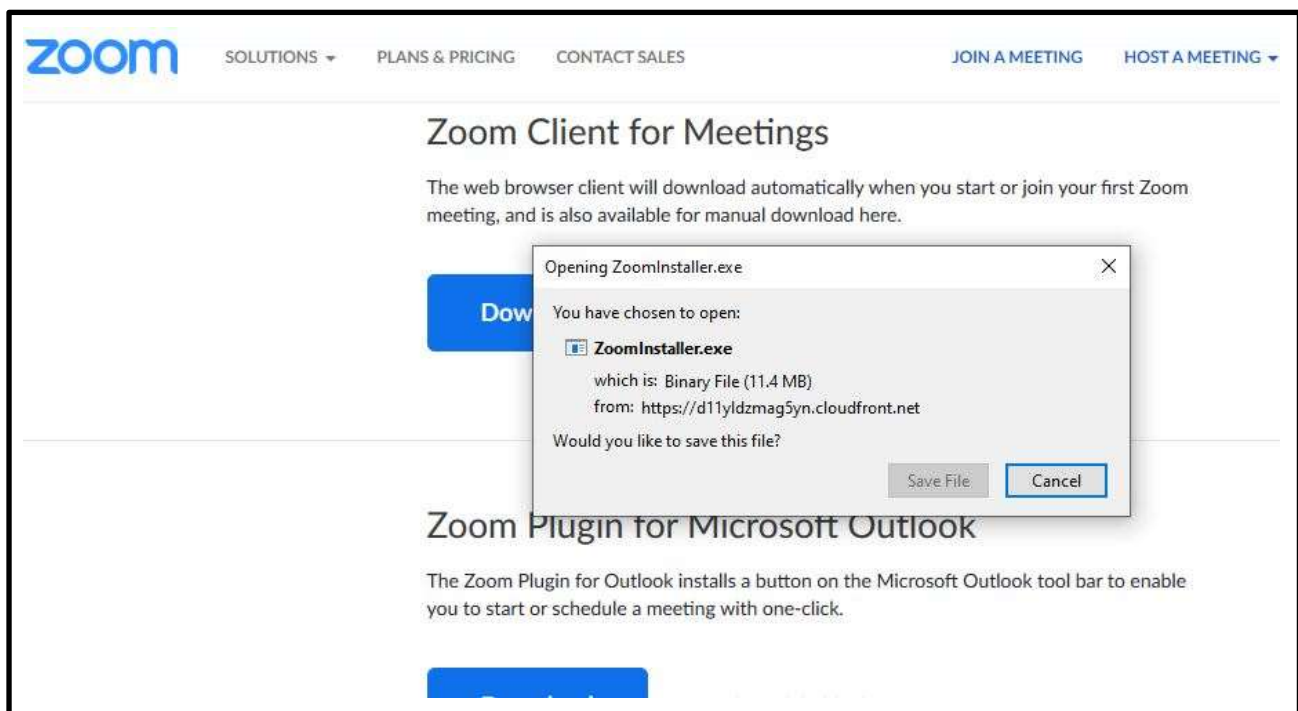 zoom SOLUTIONS PLANS & PRICING CONTACT SALES JOIN A MEETING HOST A MEETING
Zoom Client for Meetings
The web browser client will download automatically when you start or join your first Zoom
meeting, and is also available for manual download here.
Dow
Opening ZoomInstaller.exe
You have chosen to open:
ZoomInstaller.exe
which is: Binary File (11.4 MB)
from: https://d11yldzmag5yn.cloudfront.net
Would you like to save this file?
Save File Cancel
Zoom Plugin for Microsoft Outlook
The Zoom Plugin for Outlook installs a button on the Microsoft Outlook tool bar to enable
you to start or schedule a meeting with one-click.